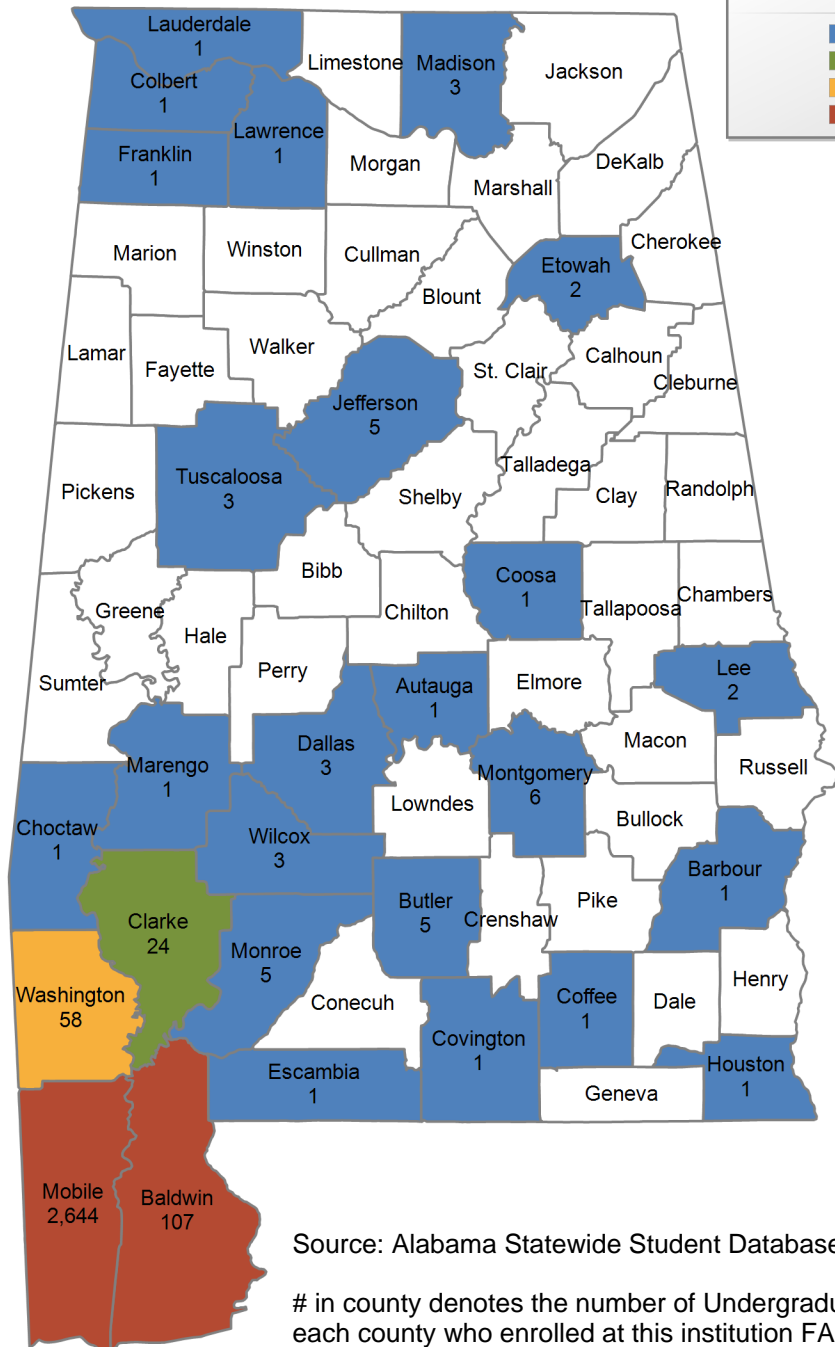 Lauderdale
1
Limestone
Madison
3
Jackson
Colbert
1
Lawrence
1
Franklin
1
Morgan
DeKalb
Marshall
Marion
Winston
Cullman
Cherokee
Etowah
2
Blount
Lamar
Fayette
Walker
St. Clair
Calhoun
Cleburne
Jefferson
5
Tuscaloosa
3
Talladega
Pickens
Shelby
Clay
Randolph
Bibb
Coosa
1
Greene
Hale
Chilton
Tallapoosa
Chambers
Sumter
Perry
Autauga
1
Elmore
Lee
2
Marengo
1
Dallas
3
Montgomery
6
Macon
Russell
Choctaw
1
Wilcox
3
Lowndes
Bullock
Barbour
1
Clarke
24
Butler
5
Crenshaw
Pike
Monroe
5
Washington
58
Conecuh
Coffee
1
Dale
Henry
Covington
1
Escambia
1
Houston
1
Geneva
Mobile
2,644
Baldwin
107
Source: Alabama Statewide Student Database
# in county denotes the number of Undergradu
each county who enrolled at this institution FA